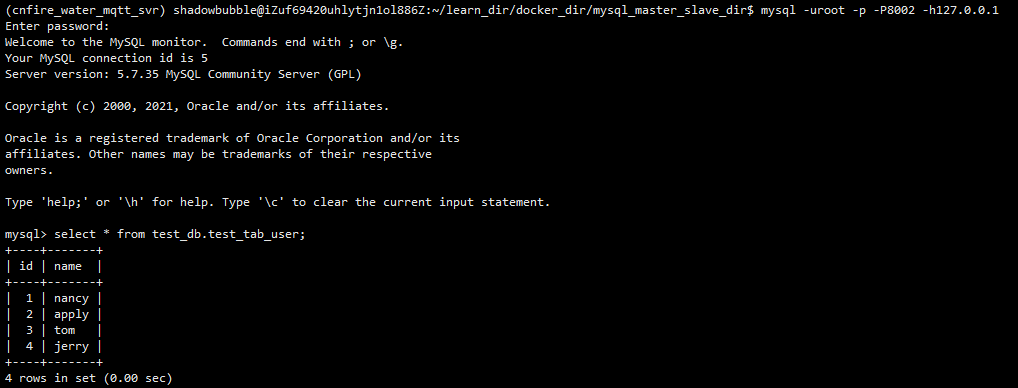 (cnfire_water_mqtt_svr) shadowbubble@iZuf69420uhlytjn1ol886Z:~/learn_dir/docker_dir/mysql_master_slave_dir$ mysql -uroot -p -P8002 -h127.0.0.1
Enter password:
Welcome to the MySQL monitor.  Commands end with ; or \g.
Your MySQL connection id is 5
Server version: 5.7.35 MySQL Community Server (GPL)
Copyright (c) 2000, 2021, Oracle and/or its affiliates.
Oracle is a registered trademark of Oracle Corporation and/or its
affiliates. Other names may be trademarks of their respective
owners.
Type 'help;' or '\h' for help. Type '\c' to clear the current input statement.
mysql> select * from test_db.test_tab_user;
+----+-------+
| id | name  |
+----+-------+
|  1 | nancy |
|  2 | apply |
|  3 | tom   |
|  4 | jerry |
+----+-------+
4 rows in set (0.00 sec)